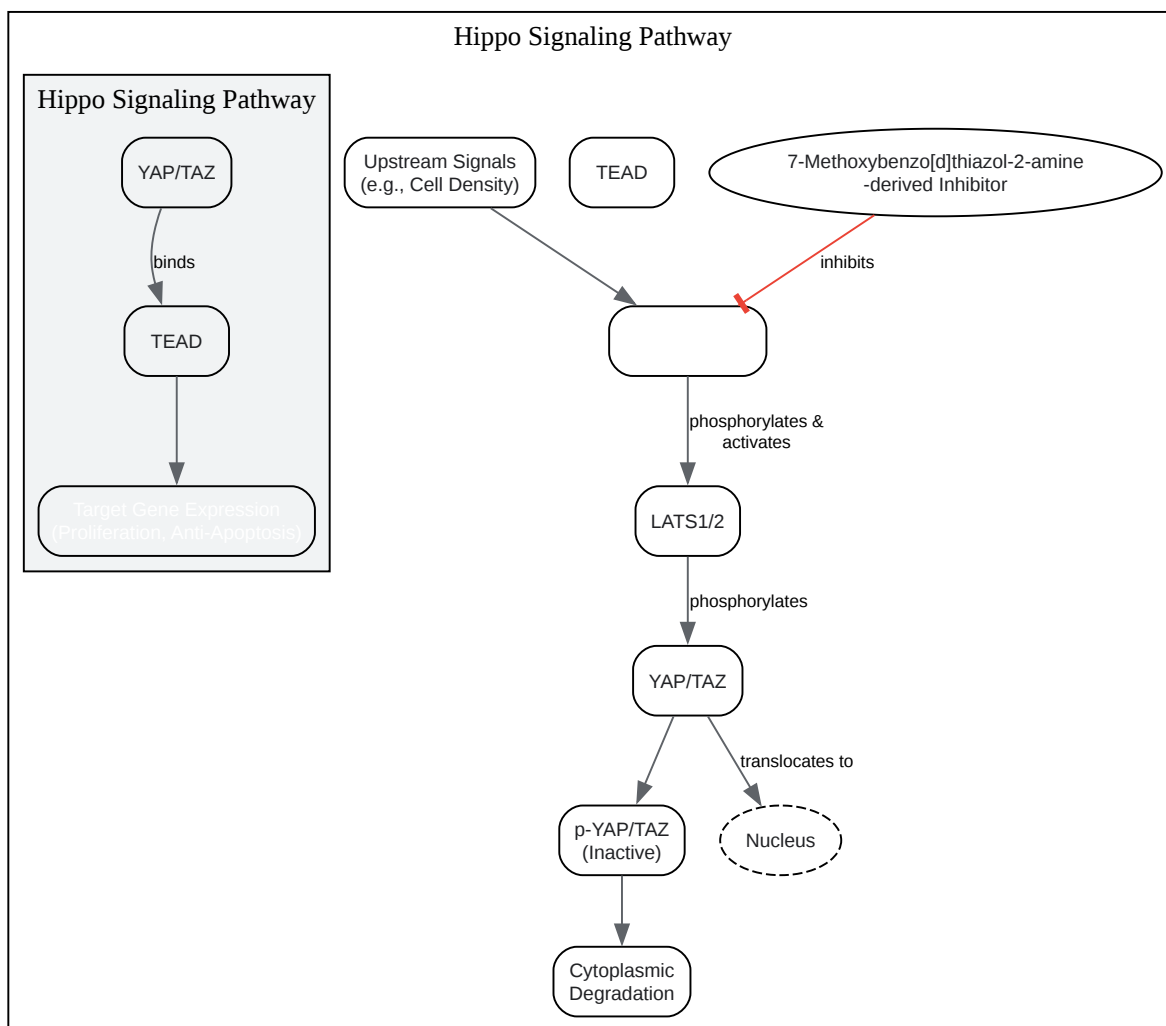 Hippo Signaling Pathway
Hippo Signaling Pathway
YAP/TAZ
binds
TEAD
Target Gene Expression
(Proliferation, Anti-Apoptosis)
Upstream Signals
(e.g., Cell Density)
TEAD
7-Methoxybenzo[d]thiazol-2-amine
-derived Inhibitor
inhibits
phosphorylates &
activates
LATS1/2
phosphorylates
YAP/TAZ
translocates to
p-YAP/TAZ
(Inactive)
Nucleus
Cytoplasmic
Degradation